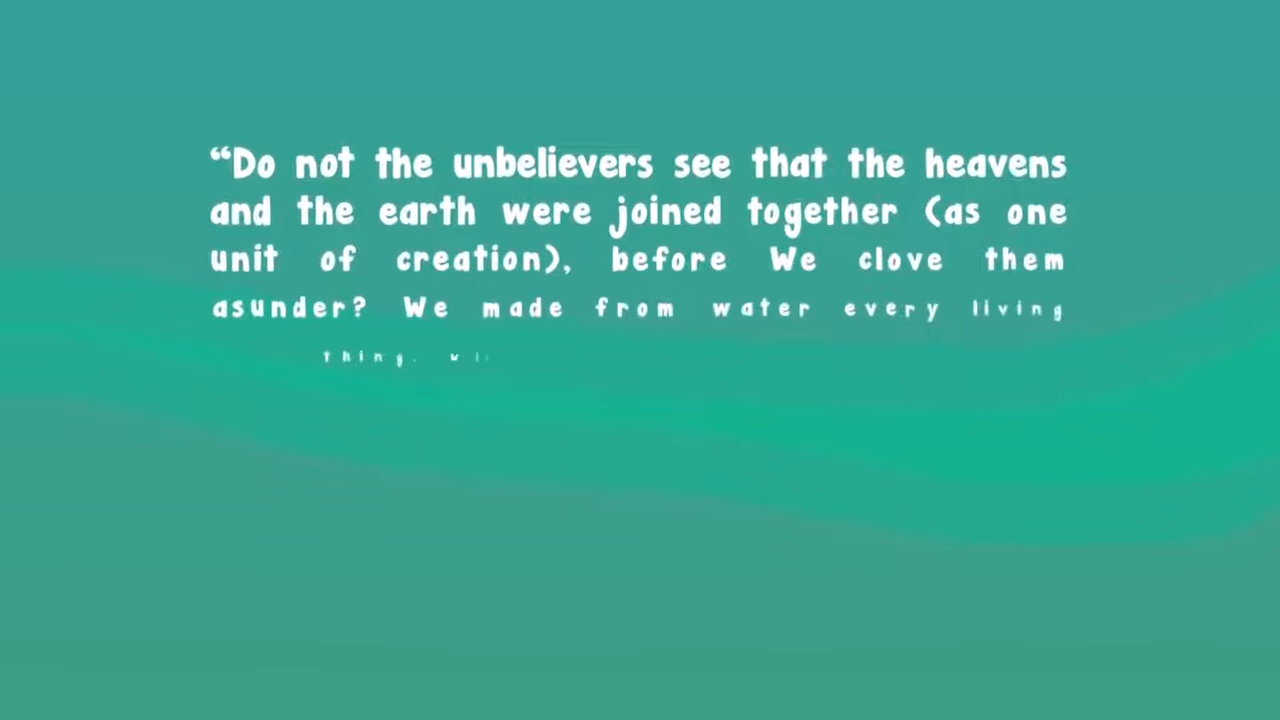 “Do not the unbelievers see that the heavens
and the earth were joined together (as one
unit of creation), before We clove them
asunder? We made from water every living
thing.